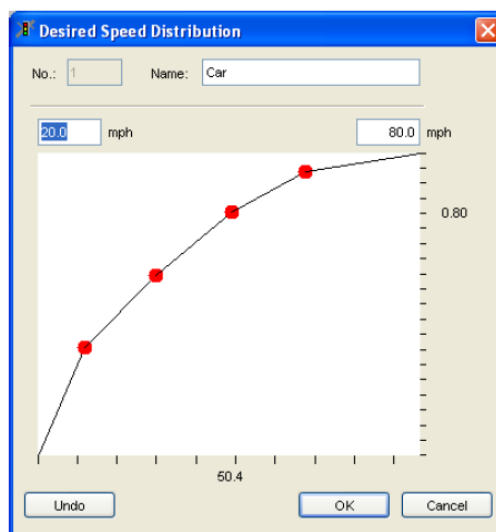 Desired Speed Distribution
No.: 1 Name: Car
20.0 mph 80.0 mph
0.80
50.4
Undo OK Cancel